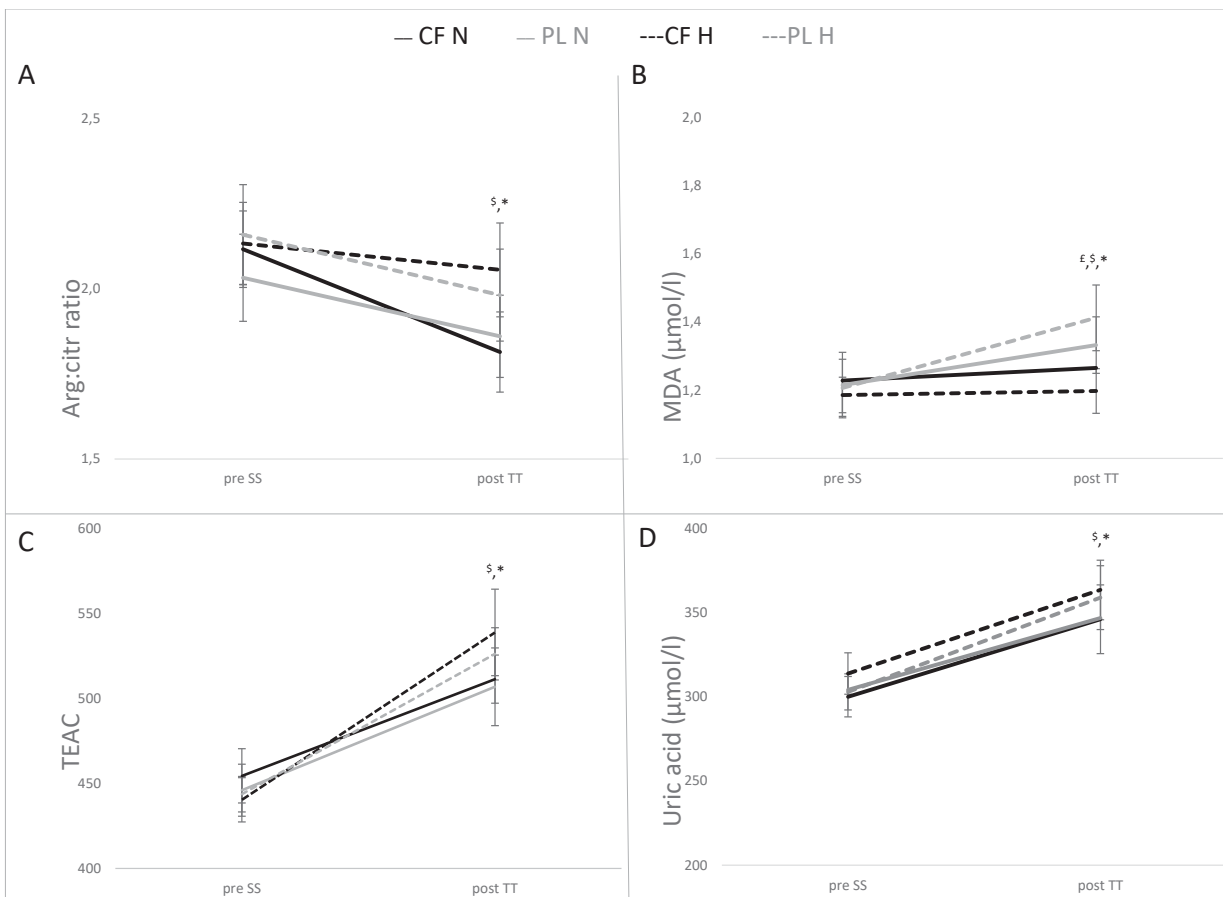 — CF N — PL N ---CF H ---PL H
A
Arg:citr ratio
2,5
2,0
1,5
$,*
pre SS post TT
B
MDA (μmol/l)
2,0
1,8
1,6
1,4
1,2
1,0
£,$,*
pre SS post TT
C
TEAC
600
550
500
450
400
$,*
pre SS post TT
D
Uric acid (μmol/l)
400
350
300
250
200
$,*
pre SS post TT